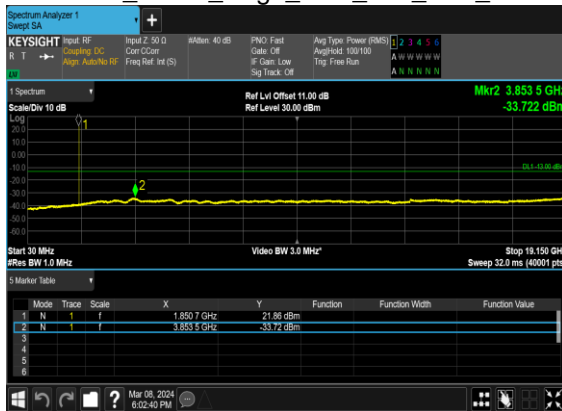 Spectrum Analyzer 1
Swept SA
KEYSIGHT Input: RF Input Z: 50 Ω #Atten: 40 dB PNO: Fast Avg Type: Power (RMS) 1 2 3 4 5 6
R T Coupling: DC Corr CCorr Gate: Off Avg|Hold: 100/100 A W W W W W
Align: Auto/No RF Freq Ref: Int (S) IF Gain: Low Trig: Free Run
LXI Sig Track: Off A N N N N N
1 Spectrum Ref Lvl Offset 11.00 dB Mkr2 3.853 5 GHz
Scale/Div 10 dB Ref Level 30.00 dBm -33.722 dBm
Log
20.0 1
10.0
0.00
-10.0 DL1 -13.00 dBm
-20.0
-30.0 2
-40.0
-50.0
-60.0
Start 30 MHz Video BW 3.0 MHz* Stop 19.150 GHz
#Res BW 1.0 MHz Sweep 32.0 ms (40001 pts)
5 Marker Table
Mode Trace Scale X Y Function Function Width Function Value
1 N 1 f 1.850 7 GHz 21.86 dBm
2 N 1 f 3.853 5 GHz -33.72 dBm
3
4
5
6
? Mar 08, 2024
6:02:40 PM